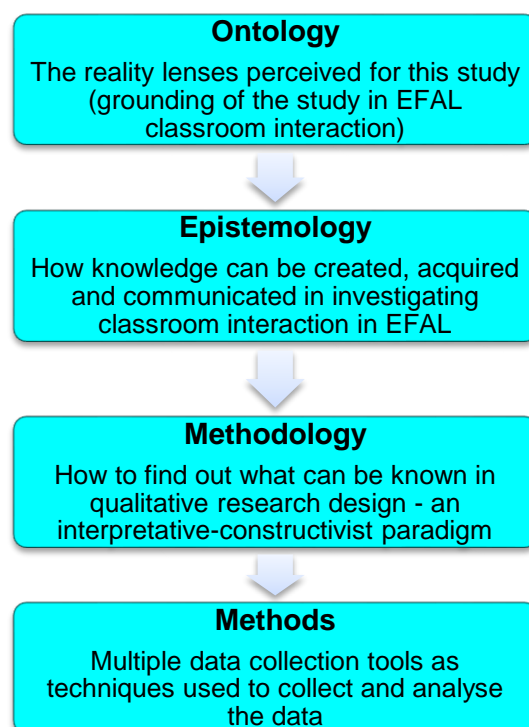 Ontology
The reality lenses perceived for this study
(grounding of the study in EFAL
classroom interaction)
Epistemology
How knowledge can be created, acquired
and communicated in investigating
classroom interaction in EFAL
Methodology
How to find out what can be known in
qualitative research design - an
interpretative-constructivist paradigm
Methods
Multiple data collection tools as
techniques used to collect and analyse
the data